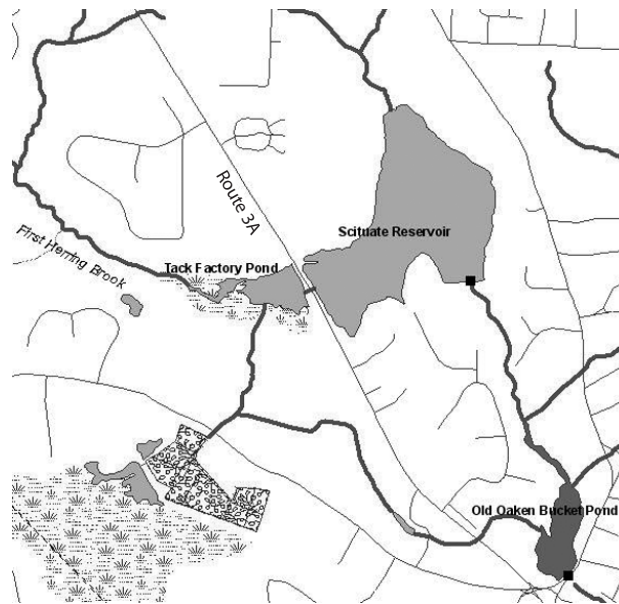 Route 3A
Scituate Reservoir
First Herring Brook
Tack Factory Pond
Old Oaken Bucket Pond